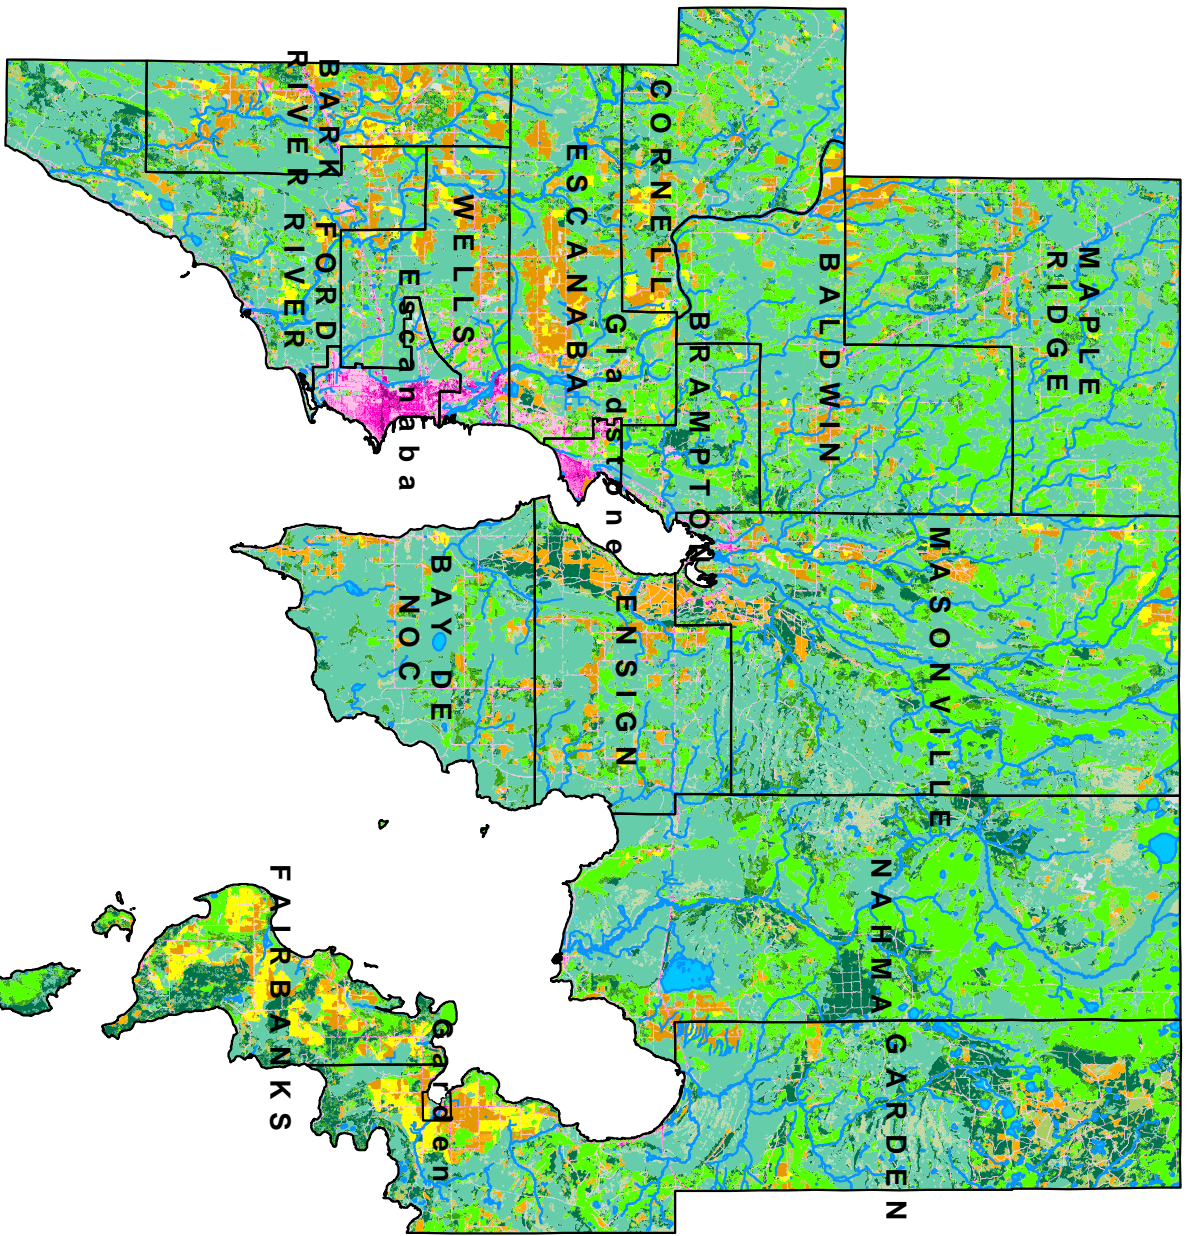 MAPLE
RIDGE
CORNELL
BALDWIN
ESCANABA
BARK
RIVER
WELLS
FORD
RIVER
Escanaba
Gladstone
BRAMPTON
MASONVILLE
BAY DE
NOC
ENSIGN
NAHMA
FAIRBANKS
Garden
GARDEN